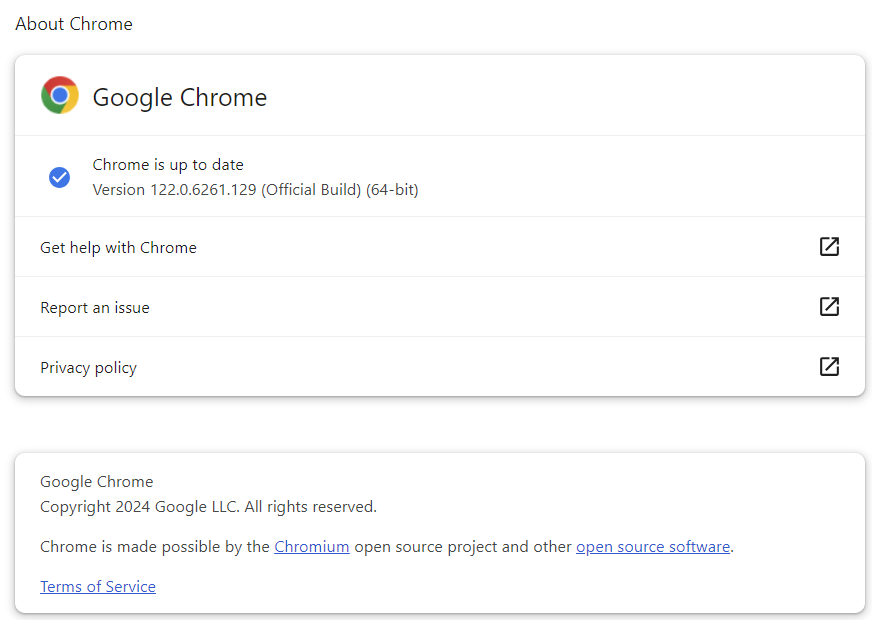 About Chrome
Google Chrome
Chrome is up to date
Version 122.0.6261.129 (Official Build) (64-bit)
Get help with Chrome
Report an issue
Privacy policy
Google Chrome
Copyright 2024 Google LLC. All rights reserved.
Chrome is made possible by the Chromium open source project and other open source software.
Terms of Service